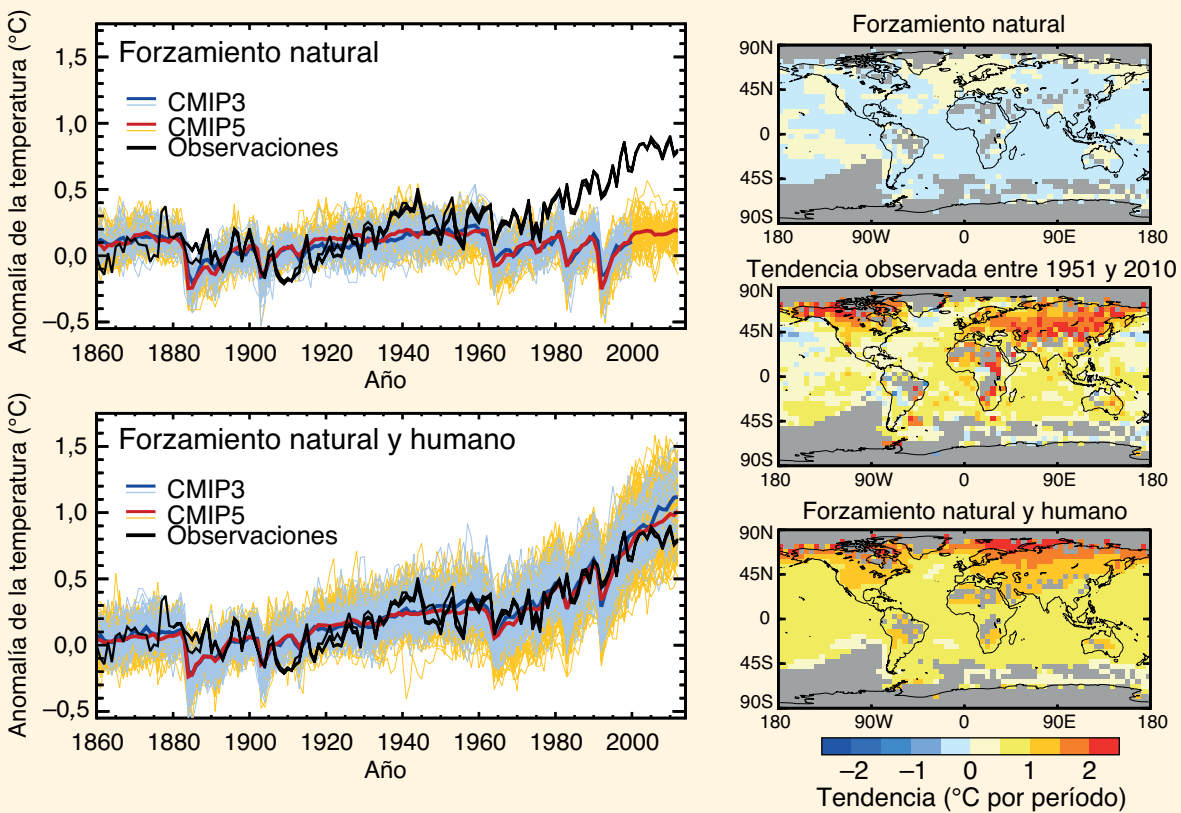 Forzamiento natural
CMIP3
CMIP5
Observaciones
Anomalía de la temperatura (°C)
1,5
1,0
0,5
0,0
–0,5
1860 1880 1900 1920 1940 1960 1980 2000
Año
Forzamiento natural y humano
CMIP3
CMIP5
Observaciones
Anomalía de la temperatura (°C)
1,5
1,0
0,5
0,0
–0,5
1860 1880 1900 1920 1940 1960 1980 2000
Año
Forzamiento natural
90N
45N
0
45S
90S
180 90W 0 90E 180
Tendencia observada entre 1951 y 2010
90N
45N
0
45S
90S
180 90W 0 90E 180
Forzamiento natural y humano
90N
45N
0
45S
90S
180 90W 0 90E 180
–2 –1 0 1 2
Tendencia (°C por período)